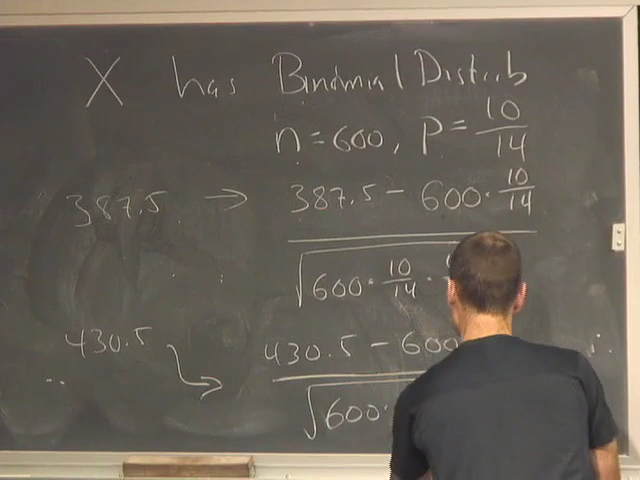 X has Binomial Distrib
n = 600, p = 10/14
387.5 → 387.5 − 600 · 10/14
√600 · 10/14 ·
430.5 → 430.5 − 600
√600 ·